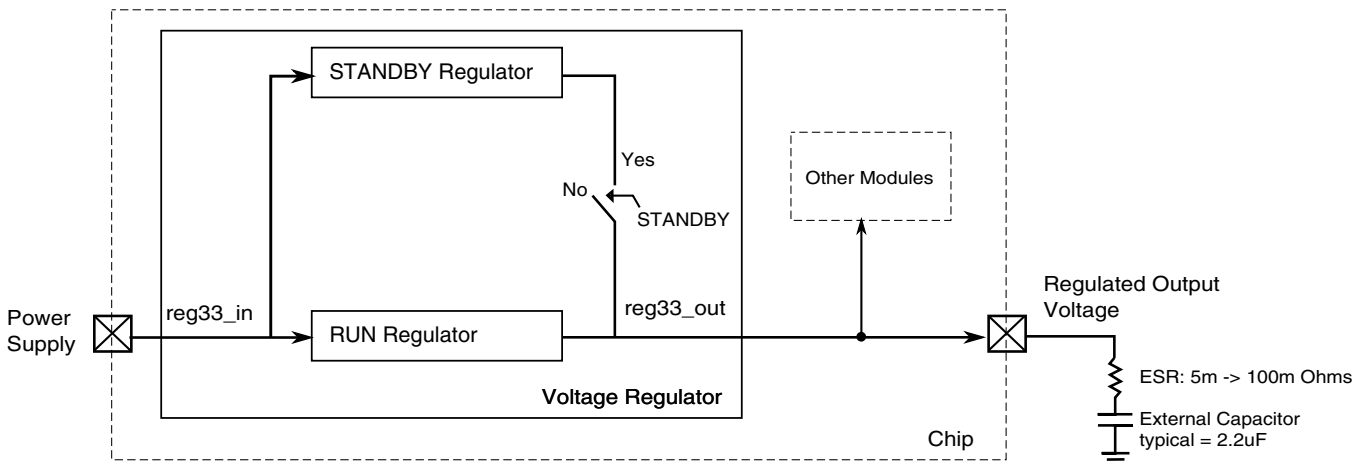 STANDBY Regulator
Yes
No
STANDBY
Other Modules
Power
Supply
reg33_in
RUN Regulator
reg33_out
Regulated Output
Voltage
Voltage Regulator
Chip
ESR: 5m -> 100m Ohms
External Capacitor
typical = 2.2uF